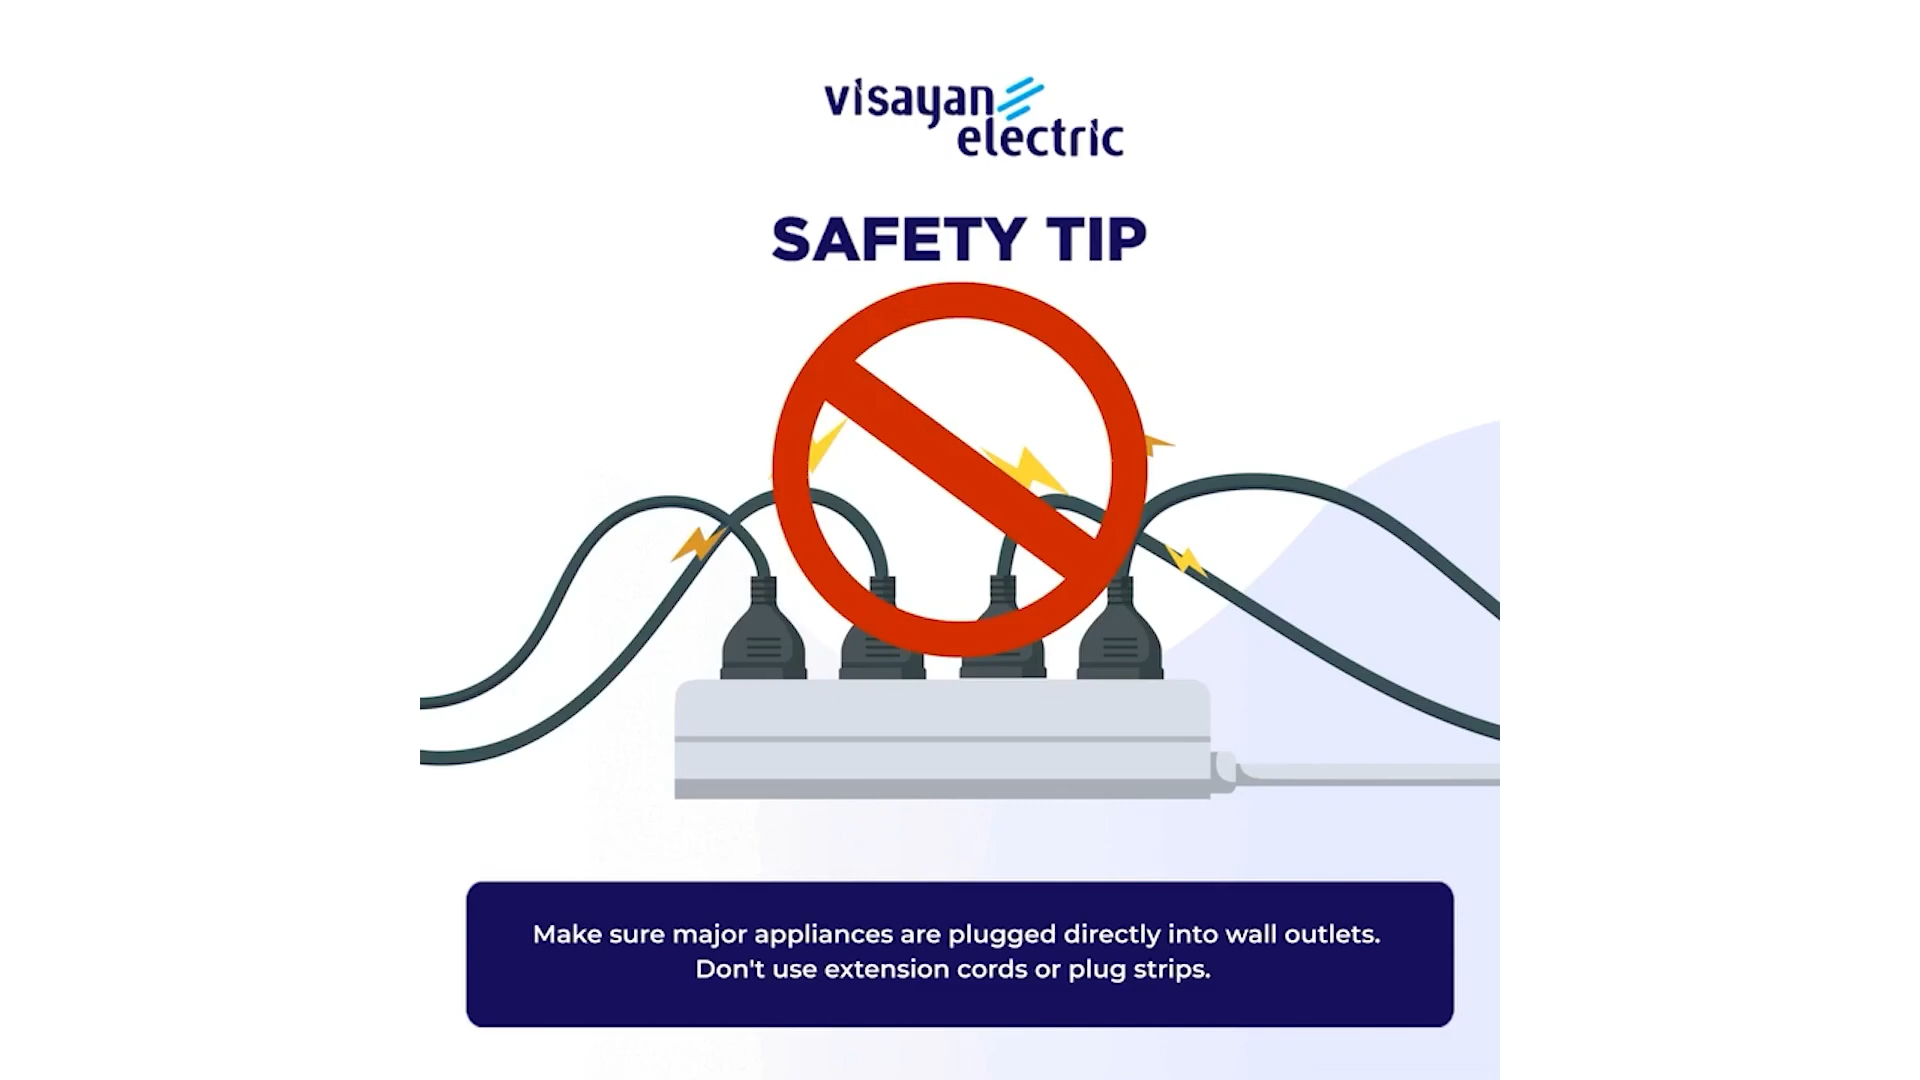 visayan
electric
SAFETY TIP
Make sure major appliances are plugged directly into wall outlets.
Don't use extension cords or plug strips.